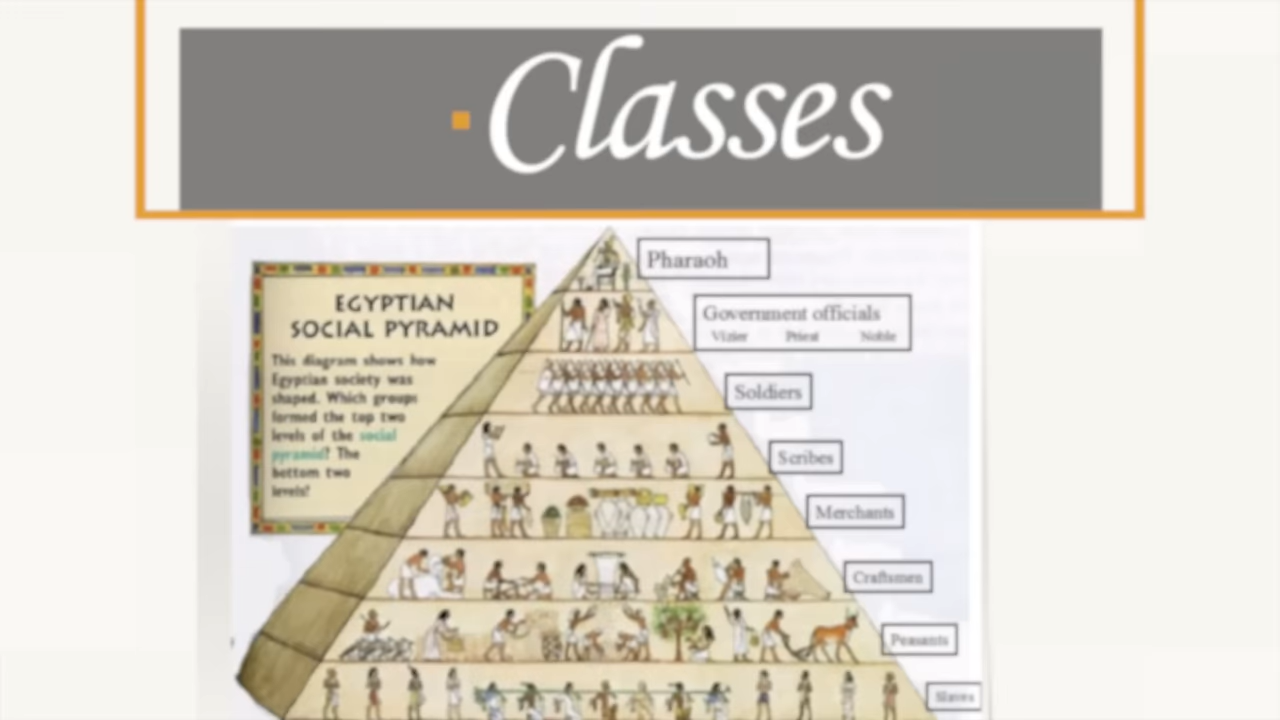 Classes
EGYPTIAN
SOCIAL PYRAMID
This diagram shows how
Egyptian society was
shaped. Which groups
formed the top two
levels of the social
pyramid? The
bottom two
levels?
Pharaoh
Government officials
Vizier Priest Noble
Soldiers
Scribes
Merchants
Craftsmen
Peasants
Slaves